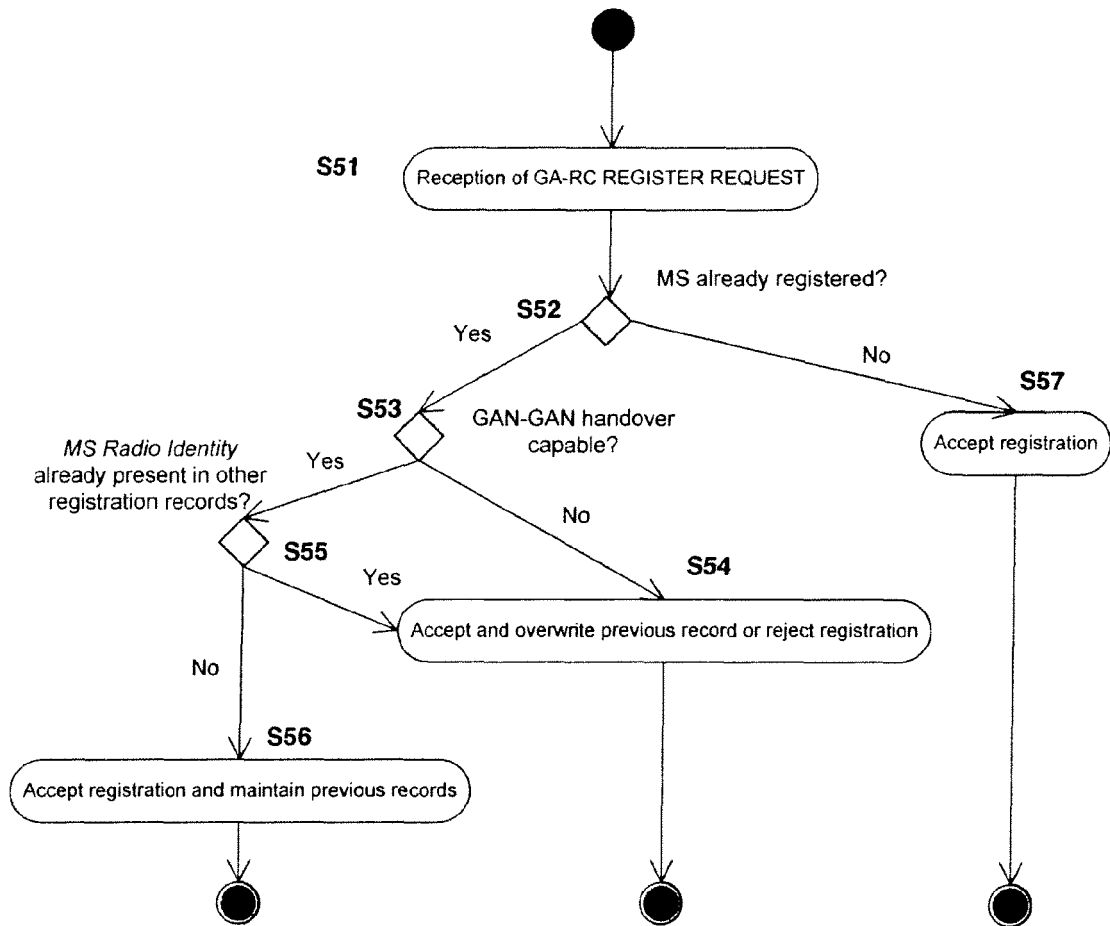 S51
Reception of GA-RC REGISTER REQUEST
MS already registered?
S52
Yes
No
S57
S53
GAN-GAN handover
capable?
Accept registration
MS Radio Identity
already present in other
registration records?
Yes
No
S55
S54
Yes
Accept and overwrite previous record or reject registration
No
S56
Accept registration and maintain previous records